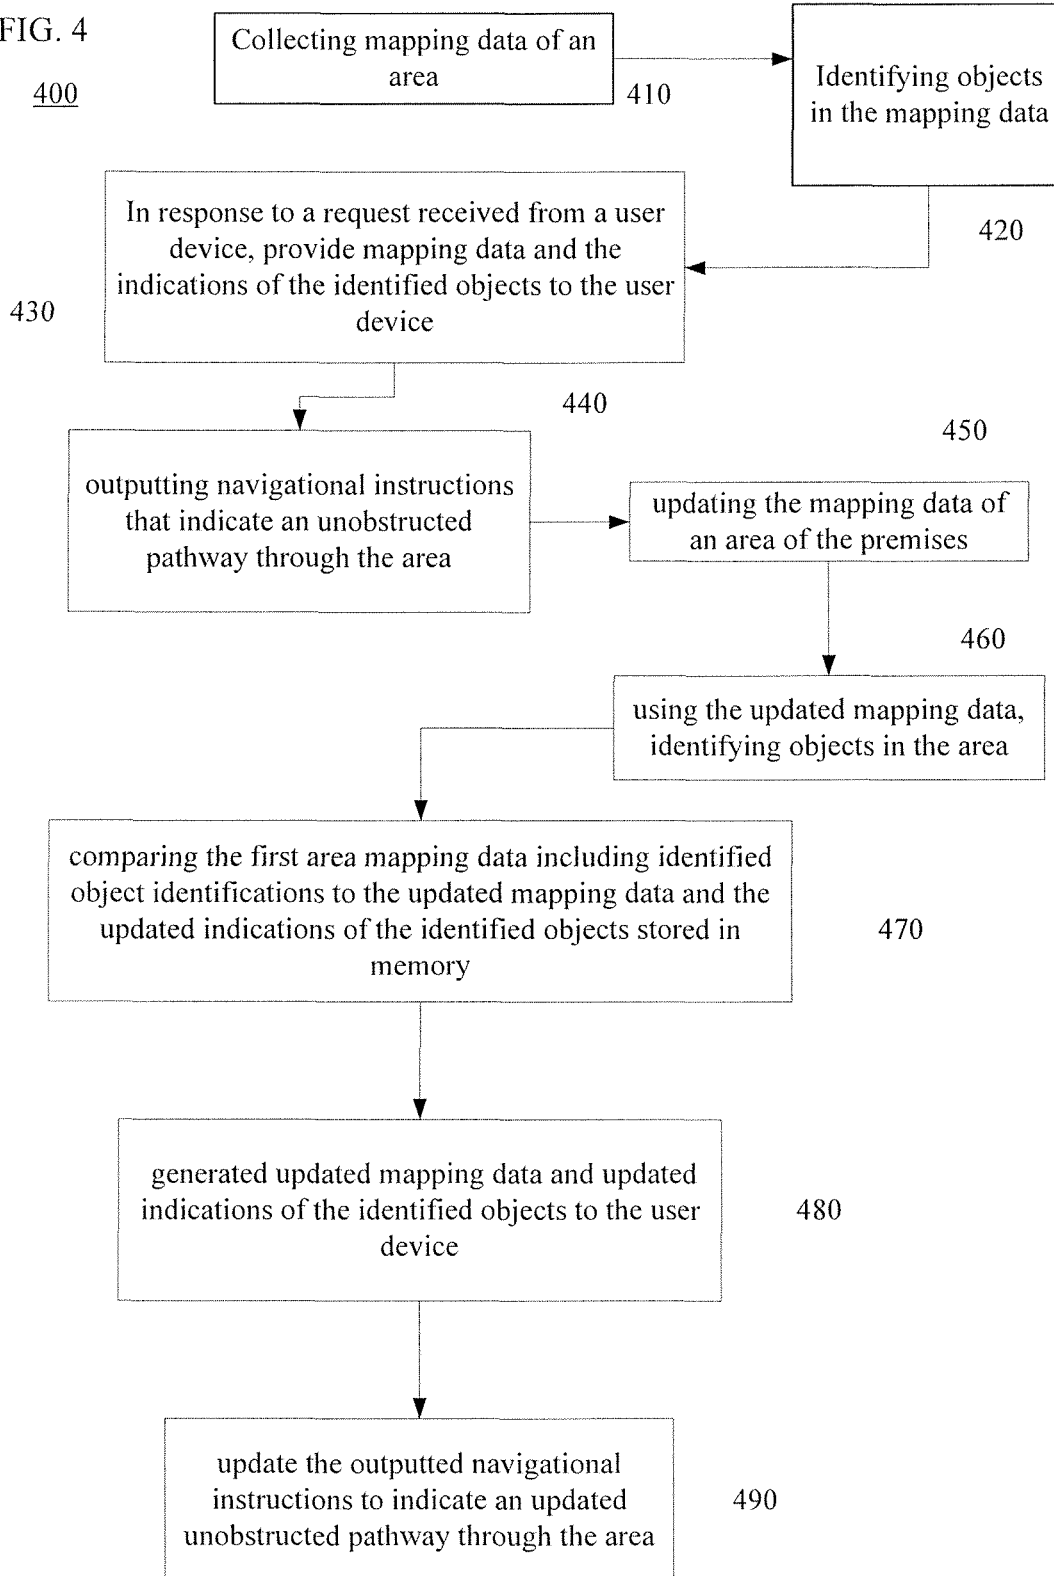 FIG. 4
400
Collecting mapping data of an
area
410
Identifying objects
in the mapping data
420
In response to a request received from a user
device, provide mapping data and the
indications of the identified objects to the user
device
430
440
outputting navigational instructions
that indicate an unobstructed
pathway through the area
450
updating the mapping data of
an area of the premises
460
using the updated mapping data,
identifying objects in the area
comparing the first area mapping data including identified
object identifications to the updated mapping data and the
updated indications of the identified objects stored in
memory
470
generated updated mapping data and updated
indications of the identified objects to the user
device
480
update the outputted navigational
instructions to indicate an updated
unobstructed pathway through the area
490